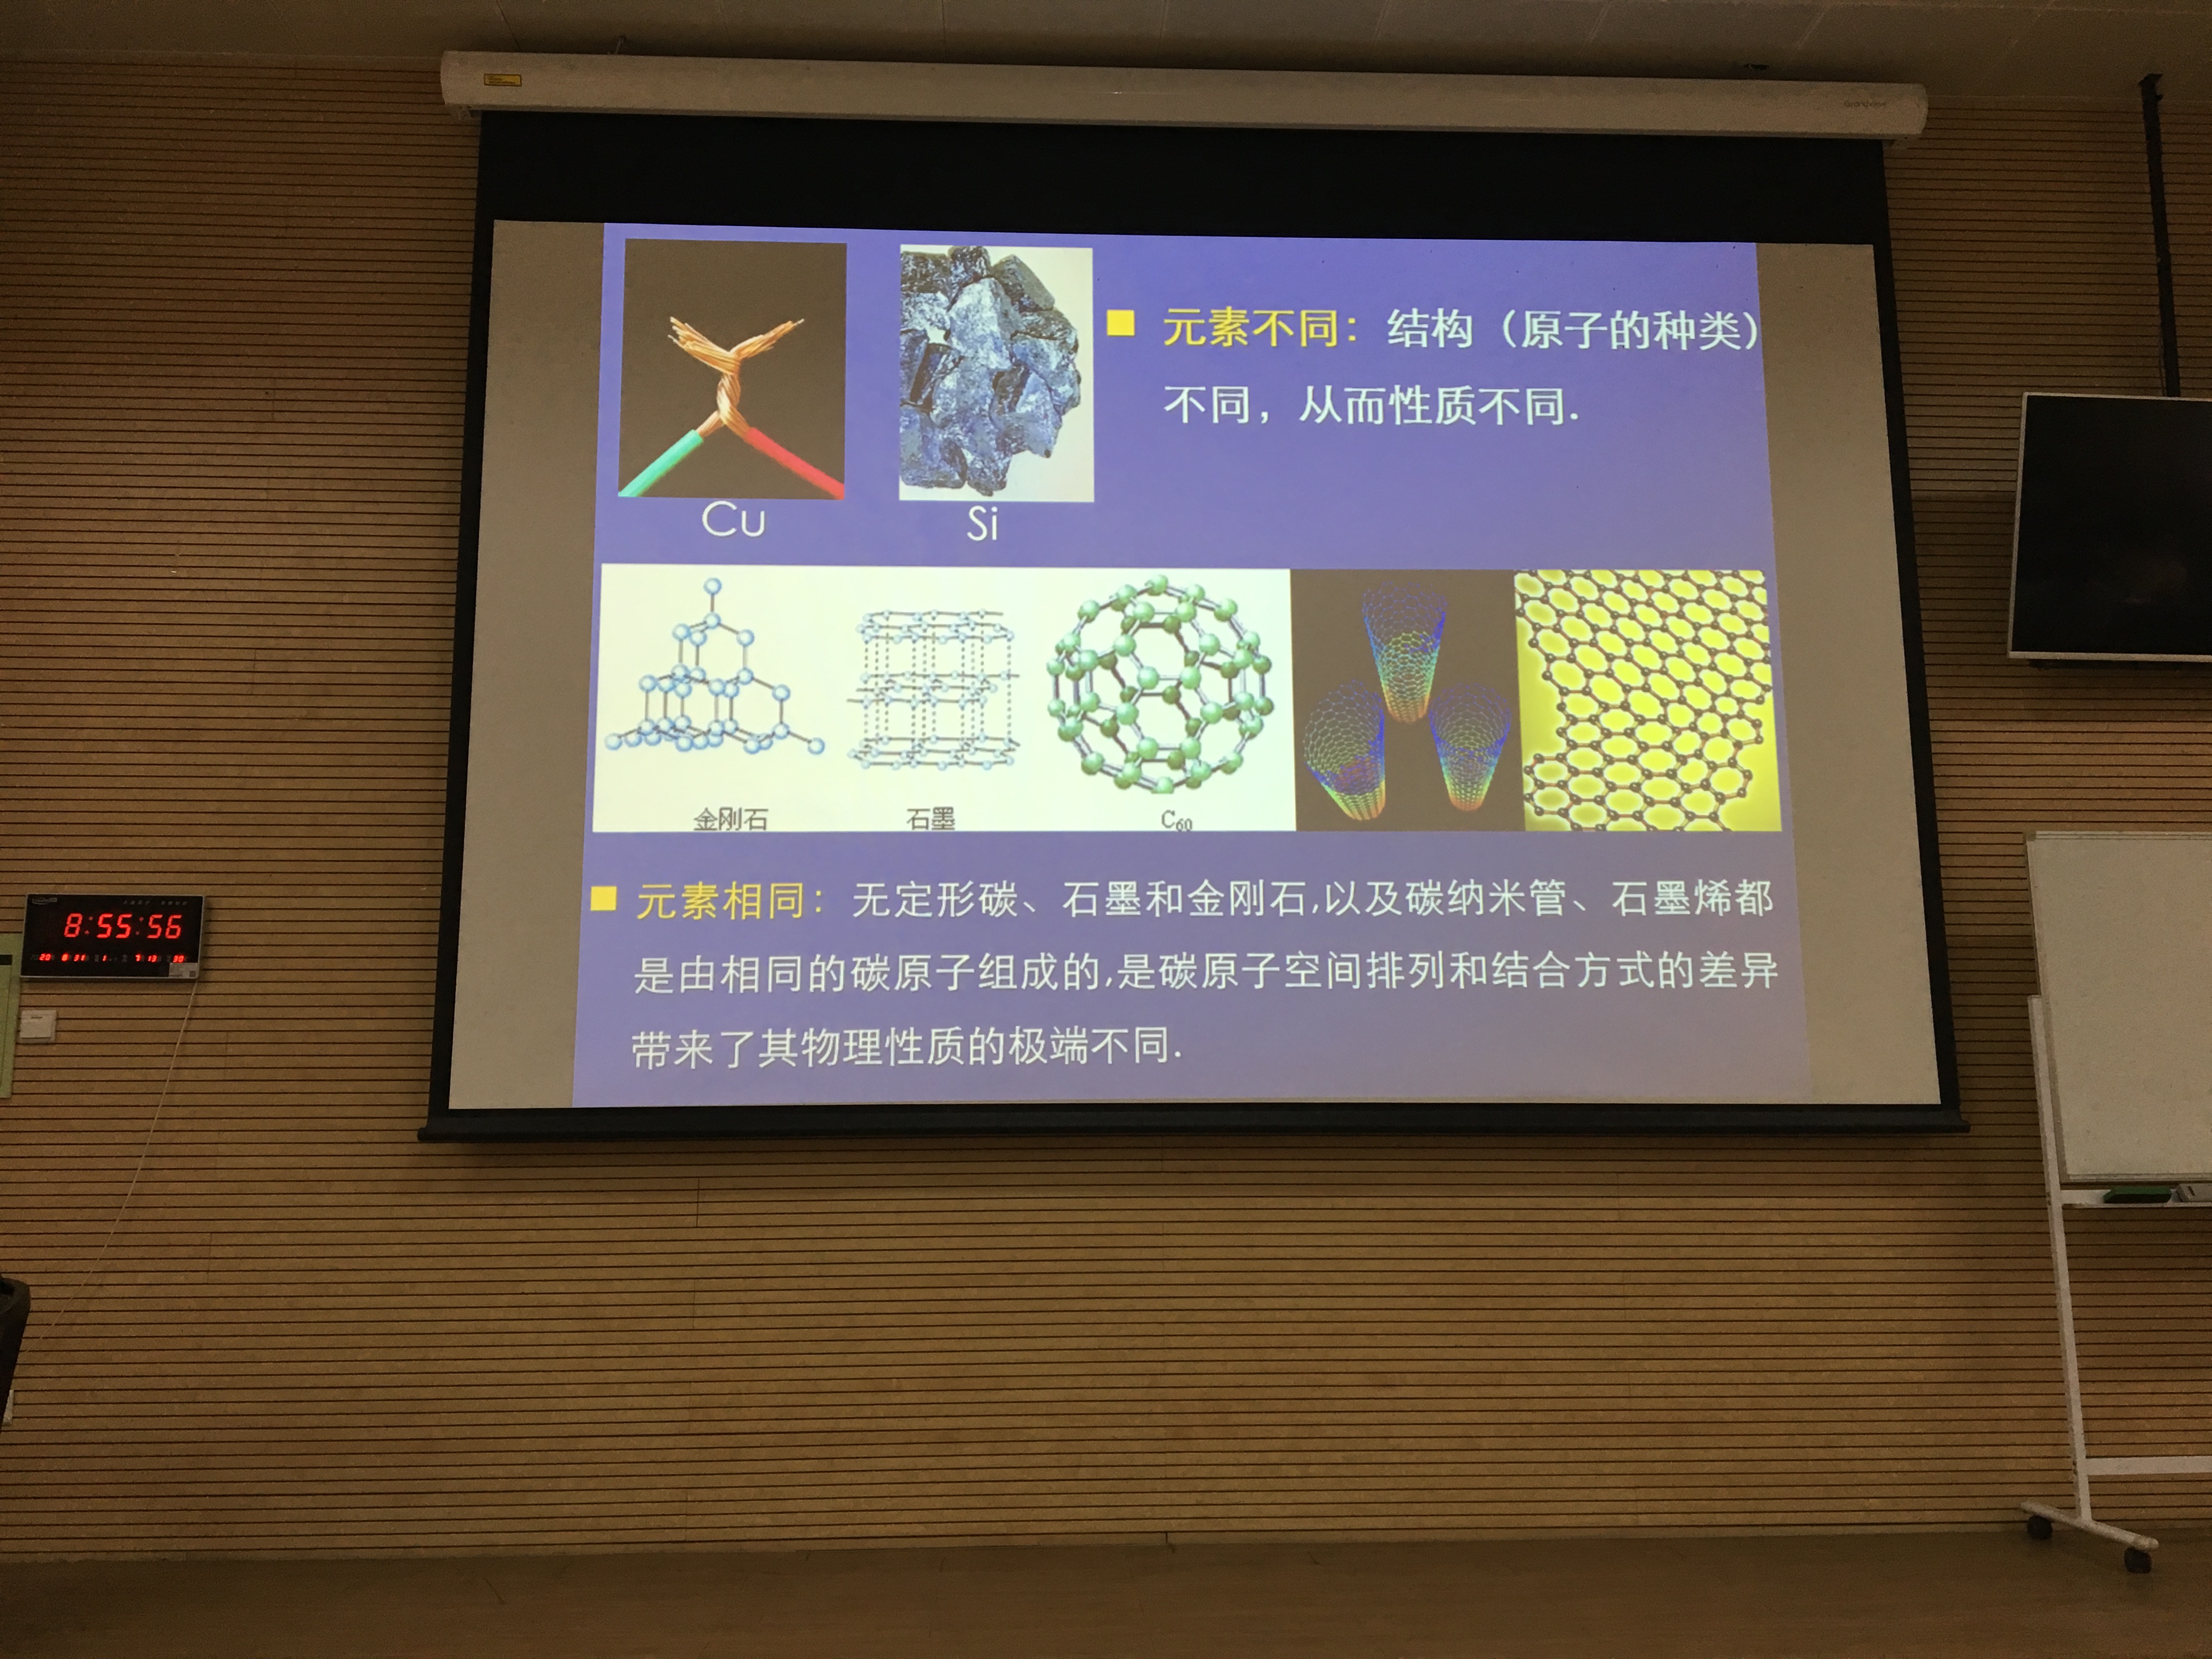 元素不同：结构（原子的种类）
不同，从而性质不同.
Cu
Si
金刚石
石墨
C₆₀
元素相同：无定形碳、石墨和金刚石,以及碳纳米管、石墨烯都
是由相同的碳原子组成的,是碳原子空间排列和结合方式的差异
带来了其物理性质的极端不同.
8:55:56